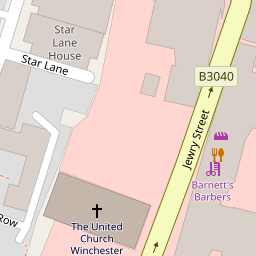 Star
Lane
House
Star Lane
B3040
Jewry Street
Barnett's
Barbers
The United
Church
Winchester
Row